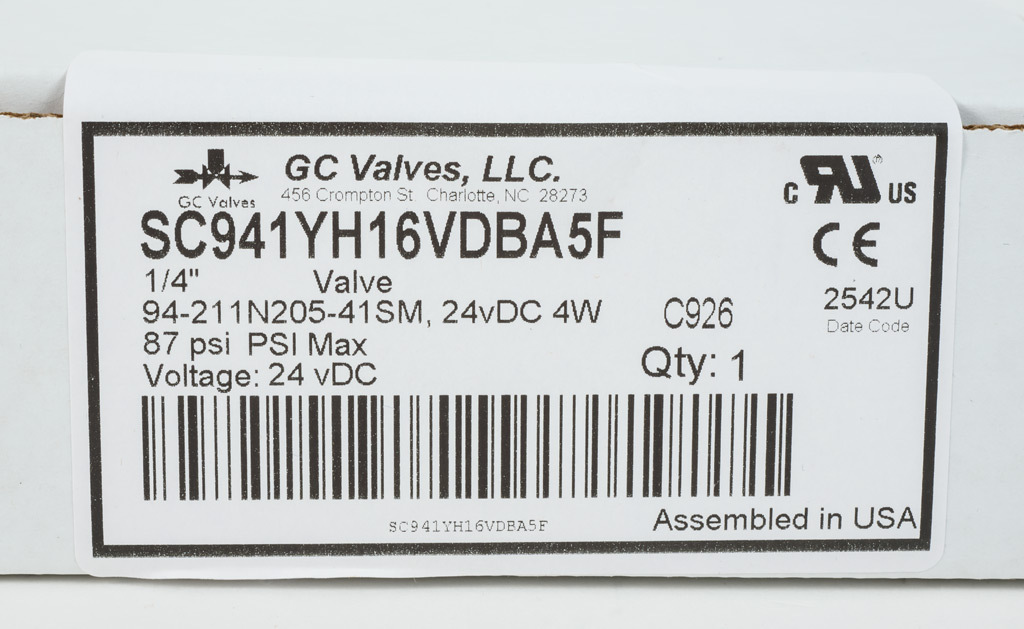 GC Valves
GC Valves, LLC.
456 Crompton St. Charlotte, NC 28273
SC941YH16VDBA5F
1/4" Valve
94-211N205-41SM, 24vDC 4W
87 psi PSI Max
Voltage: 24 vDC
C926
Qty: 1
C RU® US
CE
2542U
Date Code
SC941YH16VDBA5F
Assembled in USA